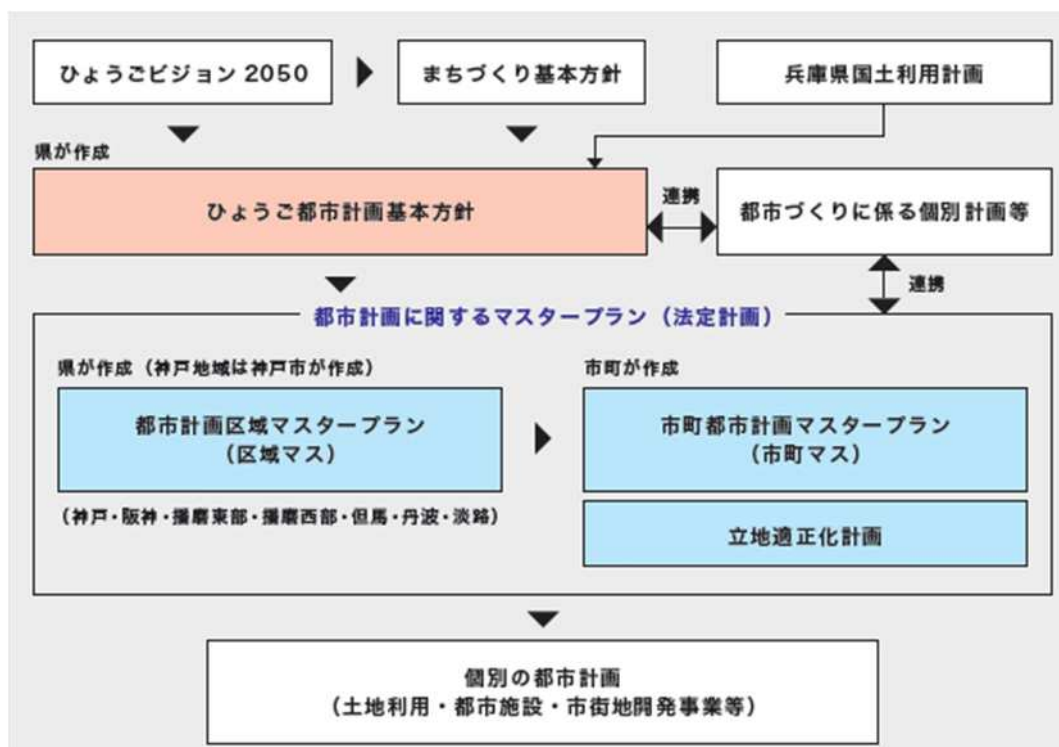 ひょうごビジョン2050
まちづくり基本方針
兵庫県国土利用計画
県が作成
ひょうご都市計画基本方針
連携
都市づくりに係る個別計画等
連携
都市計画に関するマスタープラン(法定計画)
県が作成(神戸地域は神戸市が作成)
都市計画区域マスタープラン
(区域マス)
(神戸・阪神・播磨東部・播磨西部・但馬・丹波・淡路)
市町が作成
市町都市計画マスタープラン
(市町マス)
立地適正化計画
個別の都市計画
(土地利用・都市施設・市街地開発事業等)